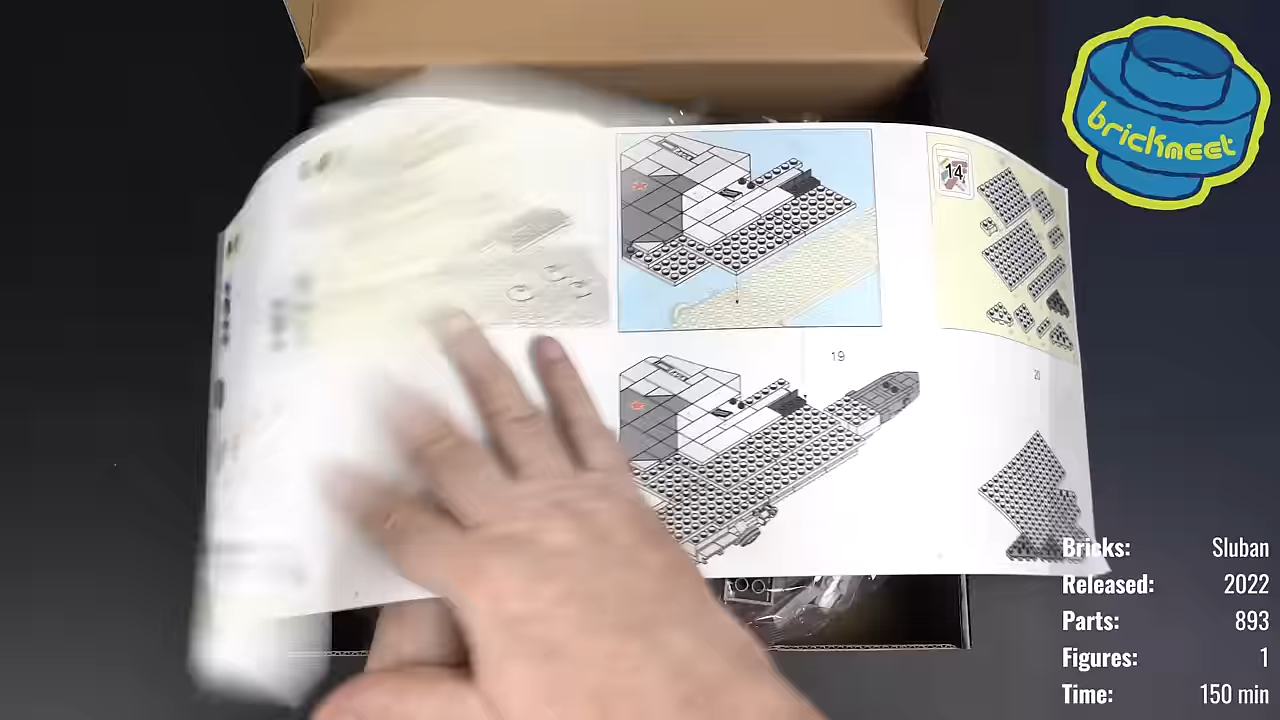 brickmeet
14
19
20
Bricks: Sluban
Released: 2022
Parts: 893
Figures: 1
Time: 150 min